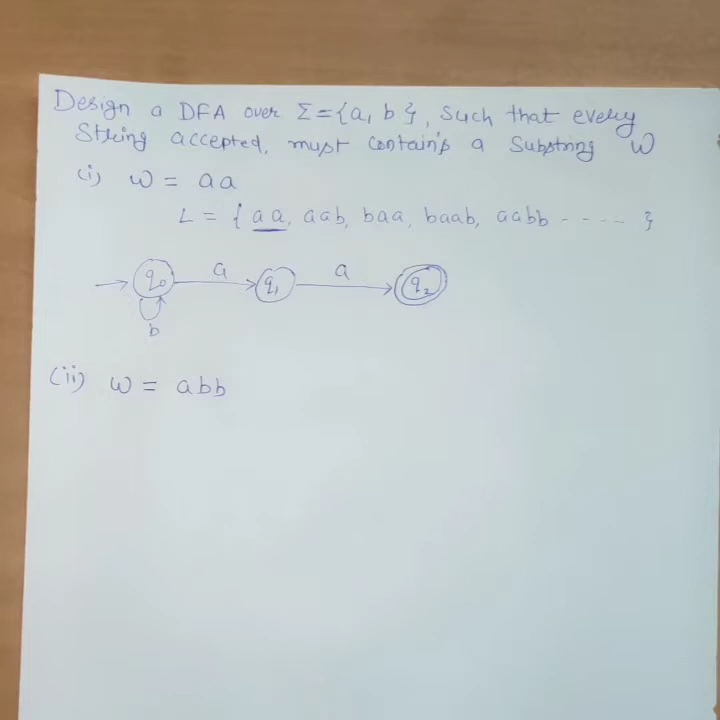 Design a DFA over Σ={a, b}, such that every
String accepted, must contain's a substring w
(i) w = aa
L = { aa, aab, baa, baab, aabb - - - - - }
q₀ a q₁ a q₂
b
(ii) w = abb